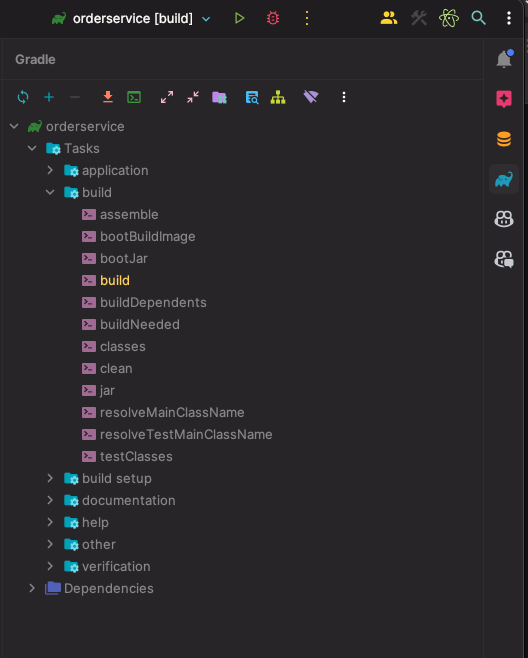 orderservice [build]
Gradle
orderservice
Tasks
application
build
assemble
bootBuildImage
bootJar
build
buildDependents
buildNeeded
classes
clean
jar
resolveMainClassName
resolveTestMainClassName
testClasses
build setup
documentation
help
other
verification
Dependencies